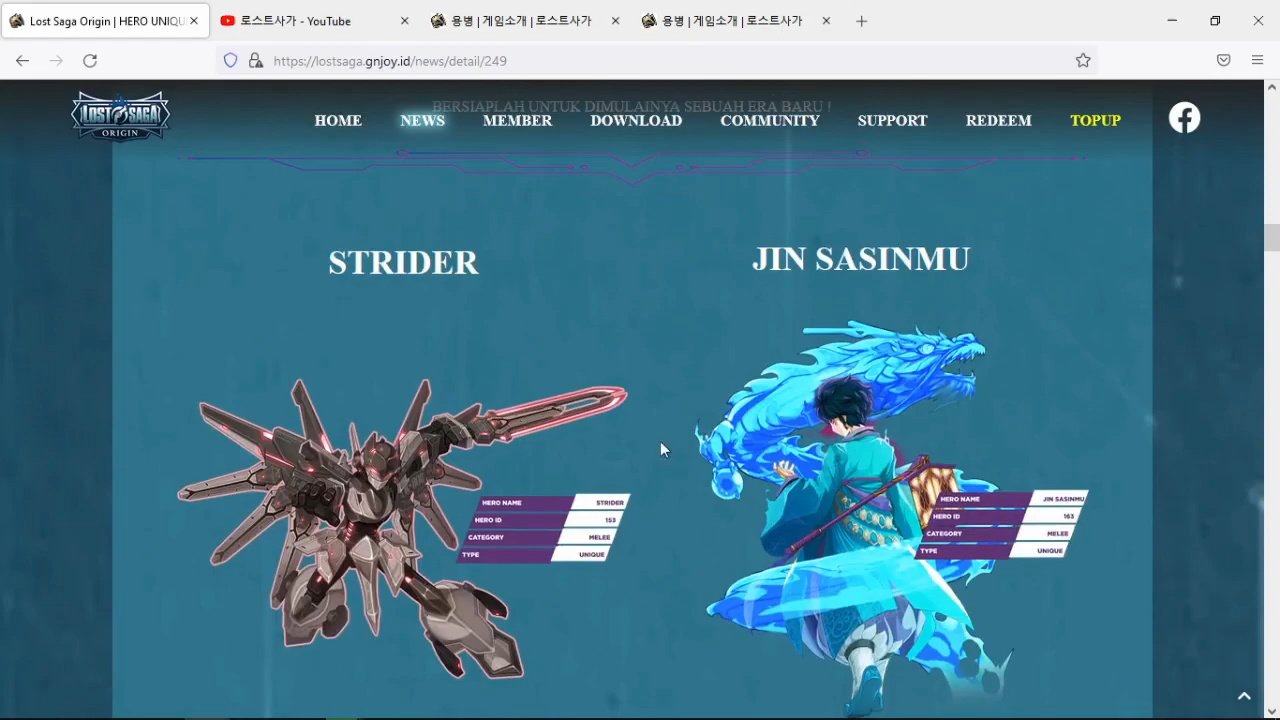 Lost Saga Origin | HERO UNIQU
로스트사가 - YouTube
용병 | 게임소개 | 로스트사가
용병 | 게임소개 | 로스트사가
https://lostsaga.gnjoy.id/news/detail/249
BERSIAPLAH UNTUK DIMULAINYA SEBUAH ERA BARU !
LOST SAGA
ORIGIN
HOME NEWS MEMBER DOWNLOAD COMMUNITY SUPPORT REDEEM TOPUP
STRIDER
JIN SASINMU
HERO NAME STRIDER
HERO ID 153
CATEGORY MELEE
TYPE UNIQUE
HERO NAME JIN SASINMU
HERO ID 163
CATEGORY MELEE
TYPE UNIQUE